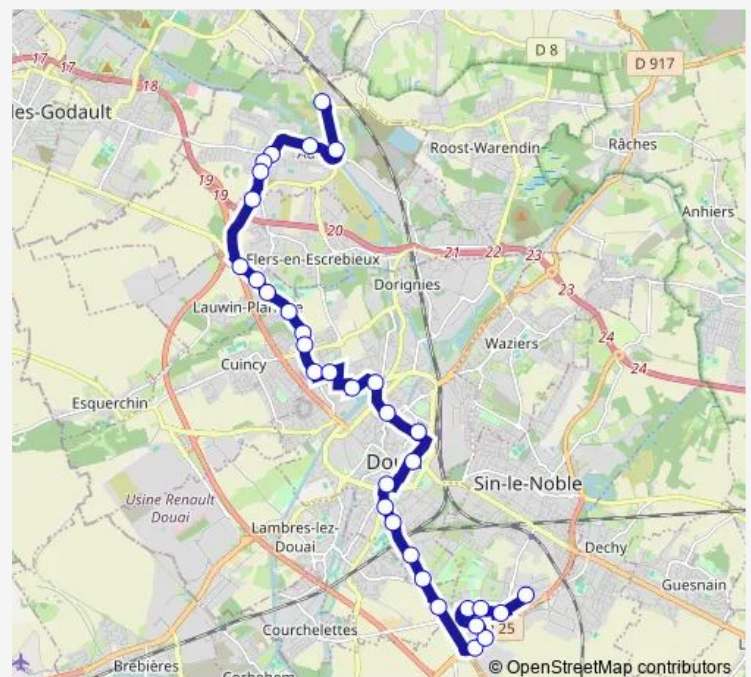 D 8
D 917
17
17
18
les-Godault
Roost-Warendin
Râches
19
19
Anhiers
20
21
22
23
Flers-en-Escrebieux
23
Dorignies
Lauwin-Pla
24
Waziers
Cuincy
24
Esquerchin
Sin-le-Noble
Usine Renault
Douai
Lambres-lez-
Douai
Dechy
Guesnain
Courchelettes
25
Brêbières
© OpenStreetMap contributors